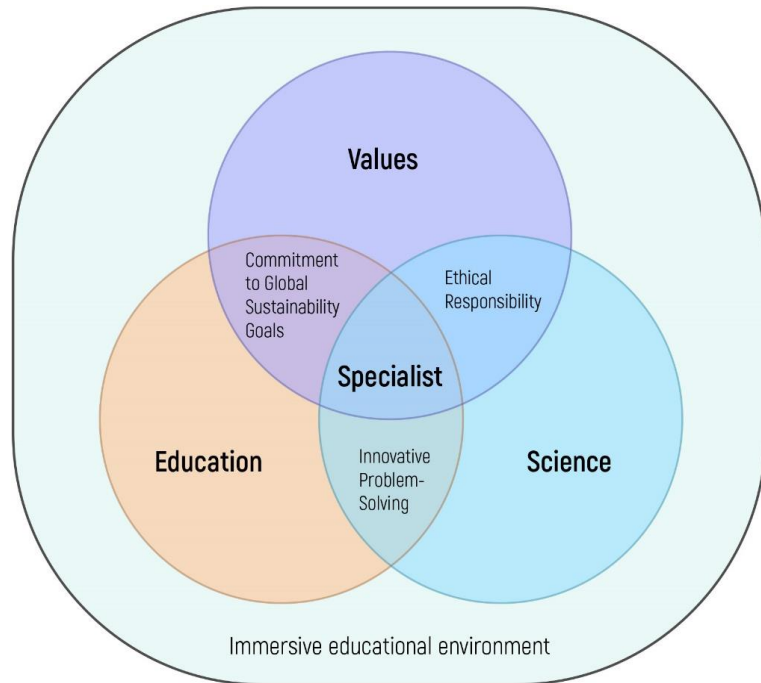 Values
Commitment
to Global
Sustainability
Goals
Ethical
Responsibility
Specialist
Education
Innovative
Problem-
Solving
Science
Immersive educational environment